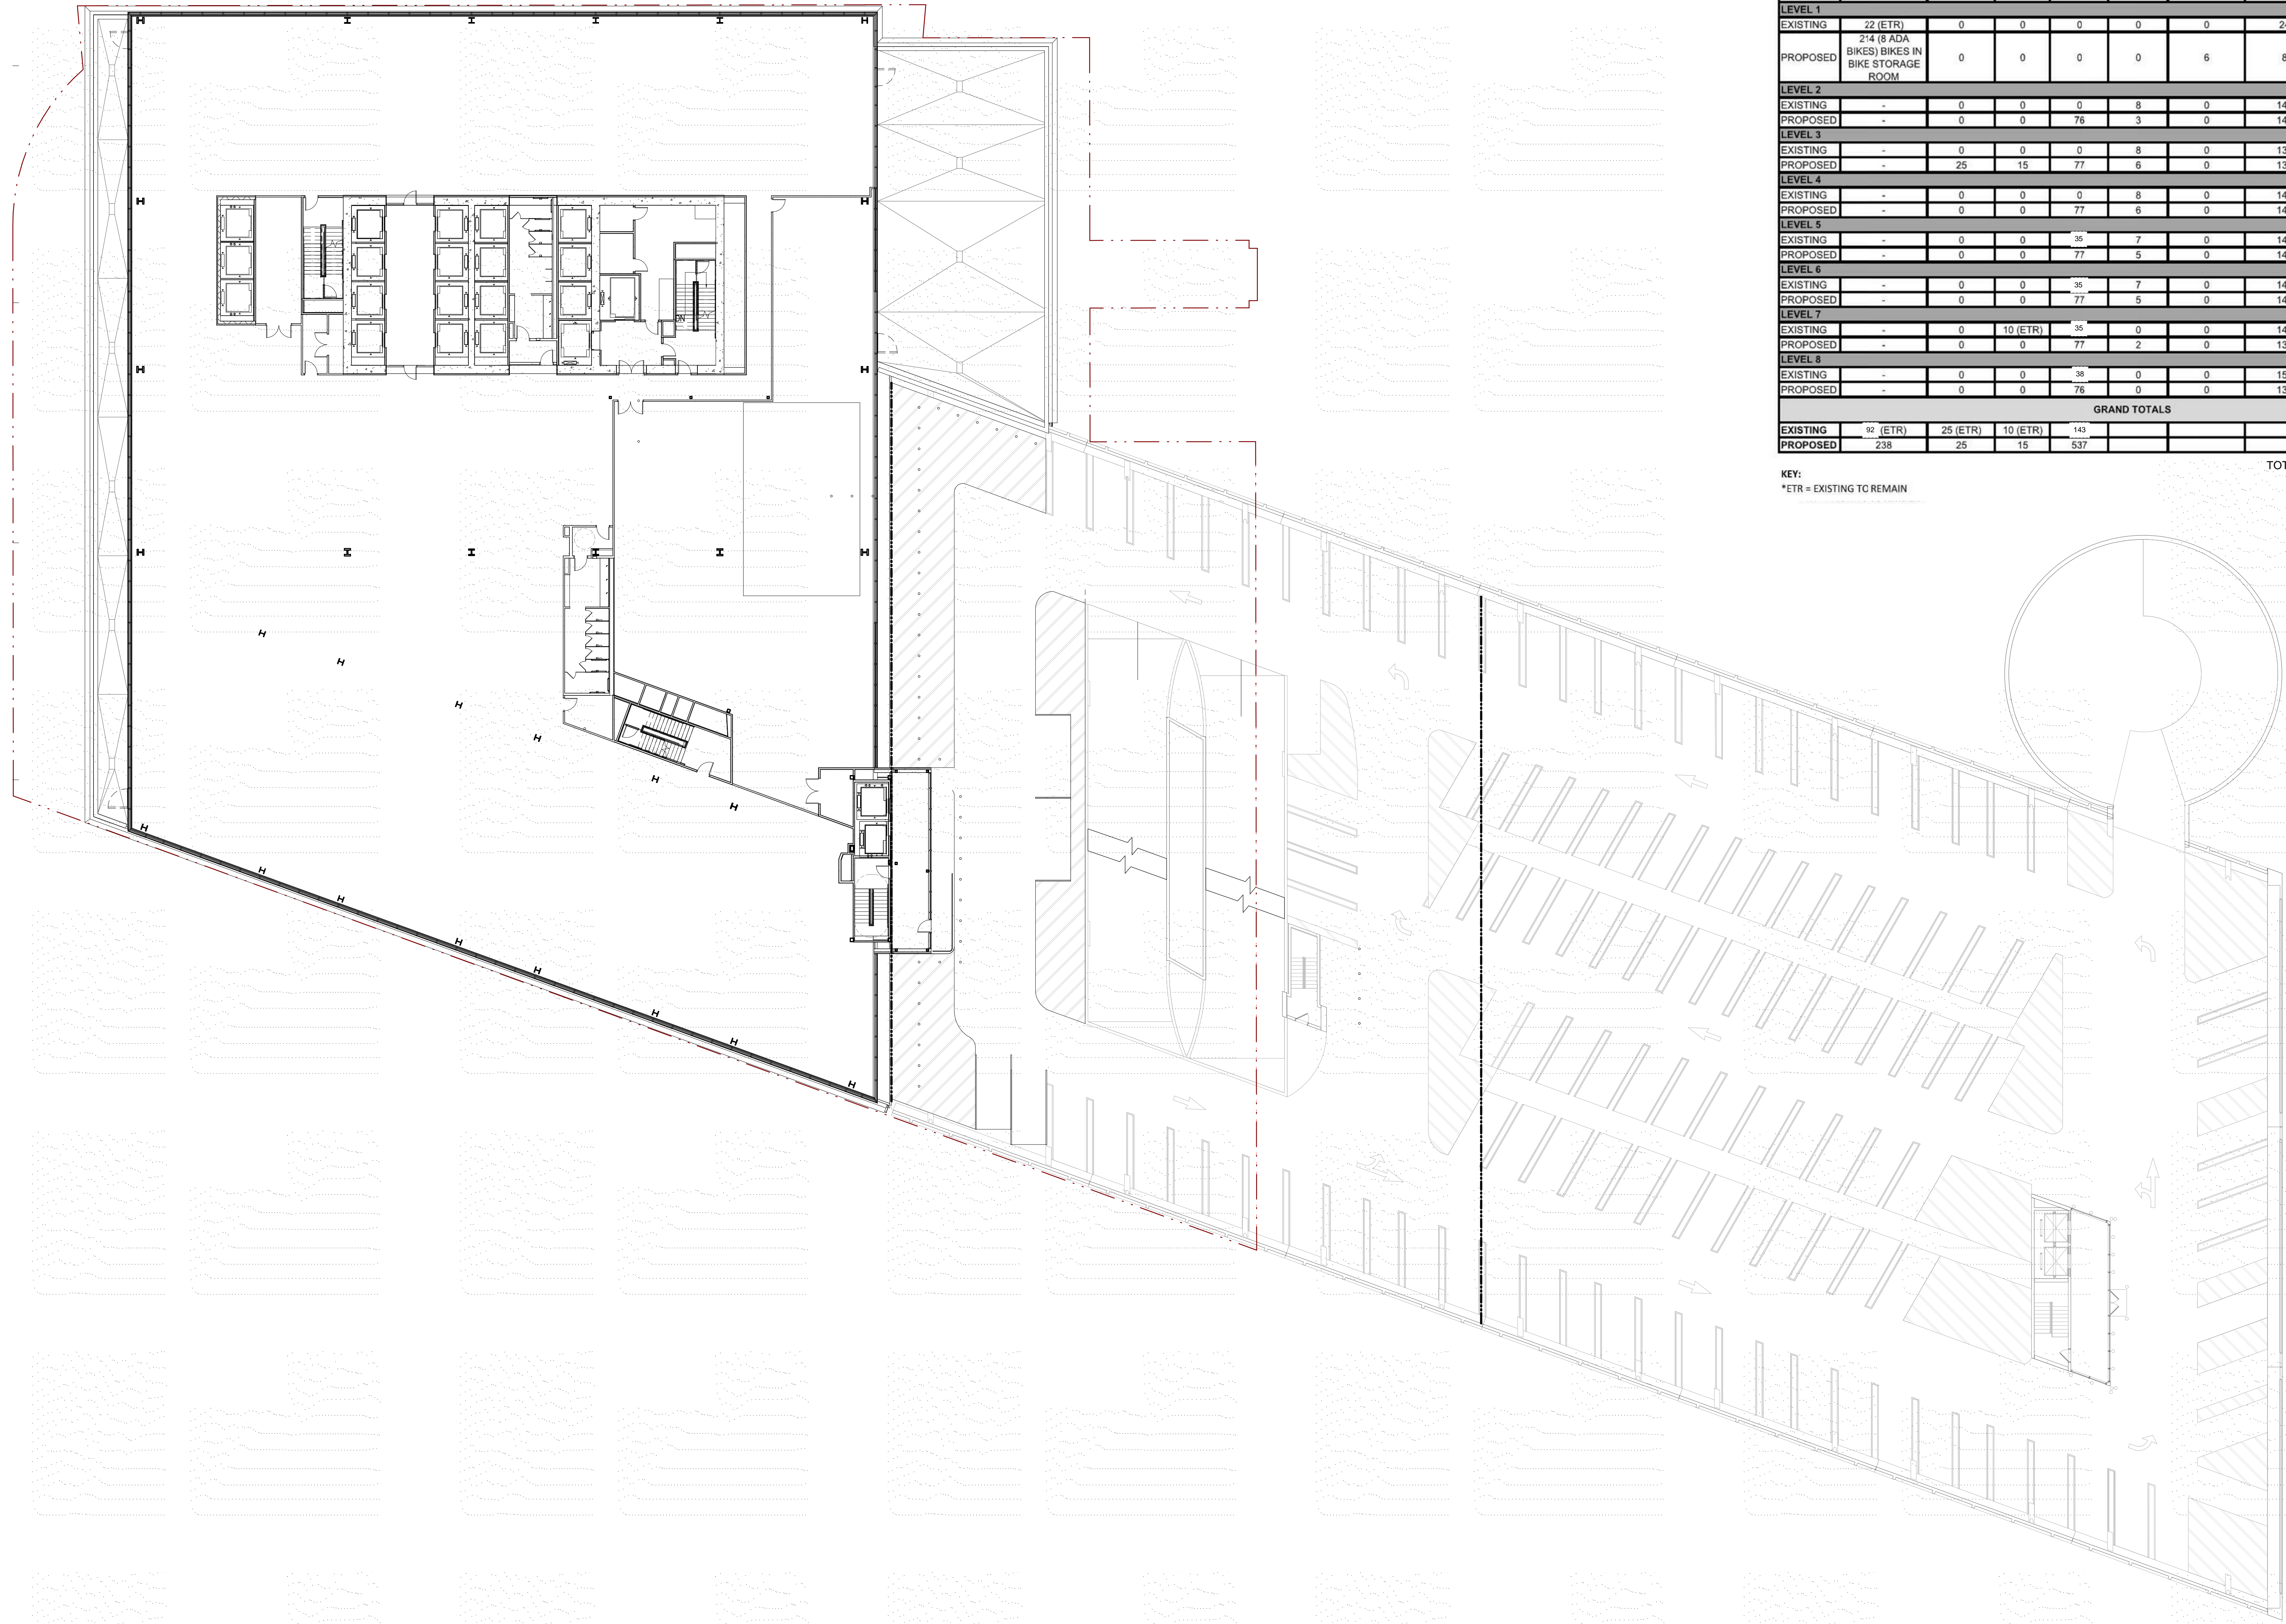 LEVEL 1
EXISTING 22 (ETR) 0 0 0 0 0
PROPOSED 214 (8 ADA BIKES) BIKES IN BIKE STORAGE ROOM 0 0 0 0 6
LEVEL 2
EXISTING - 0 0 0 8 0
PROPOSED - 0 0 76 3 0
LEVEL 3
EXISTING - 0 0 0 8 0
PROPOSED - 25 15 77 6 0
LEVEL 4
EXISTING - 0 0 0 8 0
PROPOSED - 0 0 77 6 0
LEVEL 5
EXISTING - 0 0 35 7 0
PROPOSED - 0 0 77 5 0
LEVEL 6
EXISTING - 0 0 35 7 0
PROPOSED - 0 0 77 5 0
LEVEL 7
EXISTING - 0 10 (ETR) 35 0 0
PROPOSED - 0 0 77 2 0
LEVEL 8
EXISTING - 0 0 38 0 0
PROPOSED - 0 0 76 0 0
GRAND TOTALS
EXISTING 92 (ETR) 25 (ETR) 10 (ETR) 143
PROPOSED 238 25 15 537
KEY:
*ETR = EXISTING TO REMAIN
DN